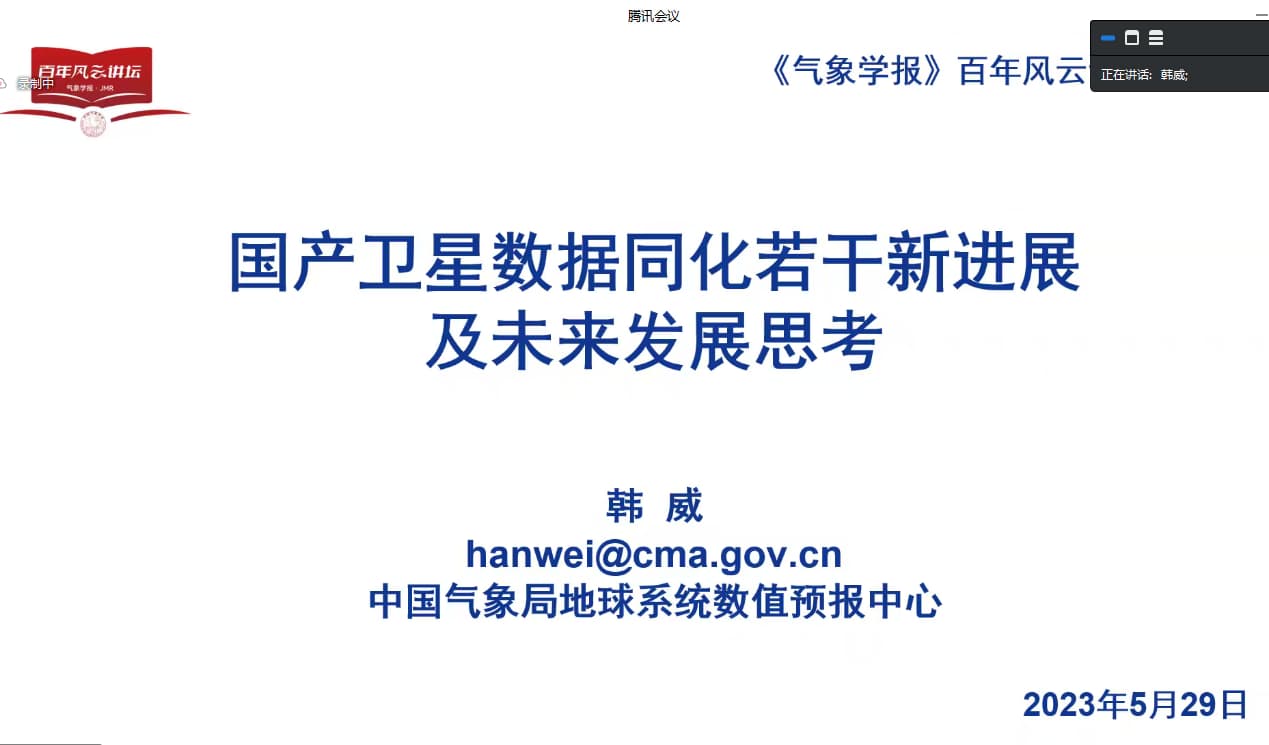 腾讯会议
百年风云讲坛
气象学报·JMR
录制中
《气象学报》百年风云
正在讲话: 韩威;
国产卫星数据同化若干新进展
及未来发展思考
韩 威
hanwei@cma.gov.cn
中国气象局地球系统数值预报中心
2023年5月29日